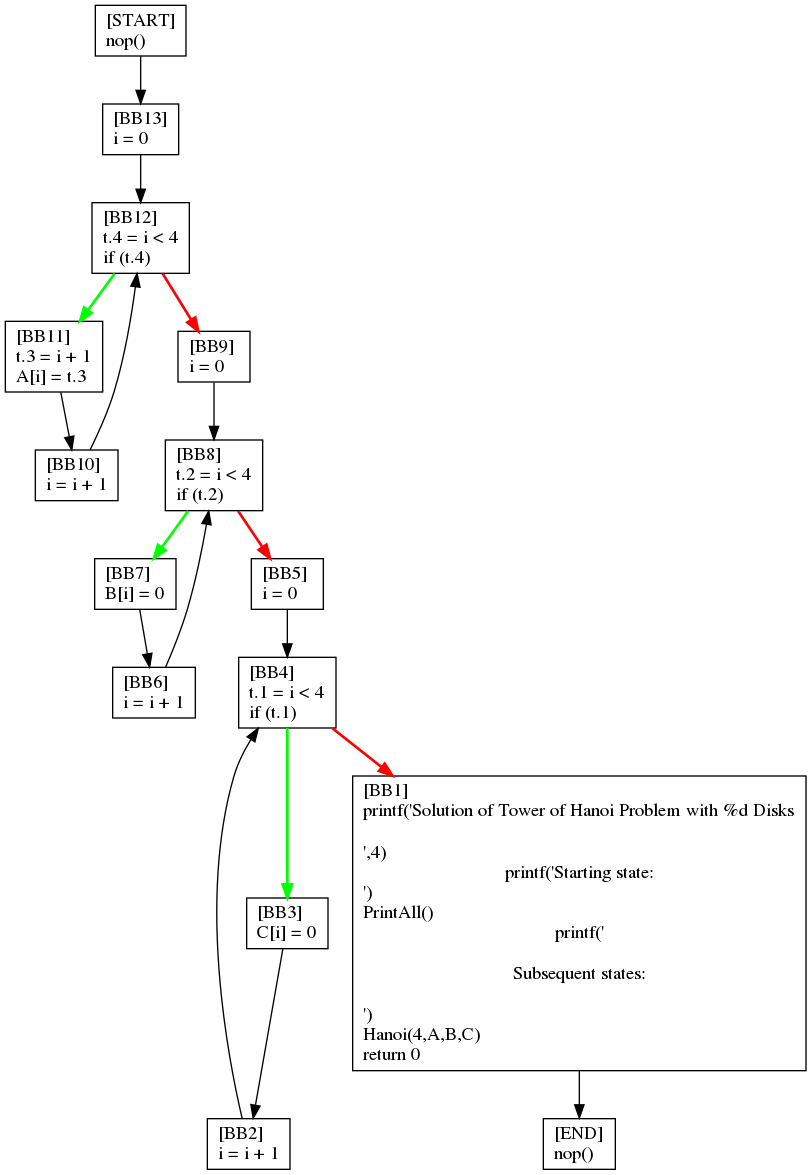 [START]
nop()
[BB13]
i = 0
[BB12]
t.4 = i < 4
if (t.4)
[BB11]
t.3 = i + 1
A[i] = t.3
[BB9]
i = 0
[BB10]
i = i + 1
[BB8]
t.2 = i < 4
if (t.2)
[BB7]
B[i] = 0
[BB5]
i = 0
[BB6]
i = i + 1
[BB4]
t.1 = i < 4
if (t.1)
[BB1]
printf('Solution of Tower of Hanoi Problem with %d Disks
',4)
printf('Starting state:
')
PrintAll()
printf('
Subsequent states:
')
Hanoi(4,A,B,C)
return 0
[BB3]
C[i] = 0
[BB2]
i = i + 1
[END]
nop()